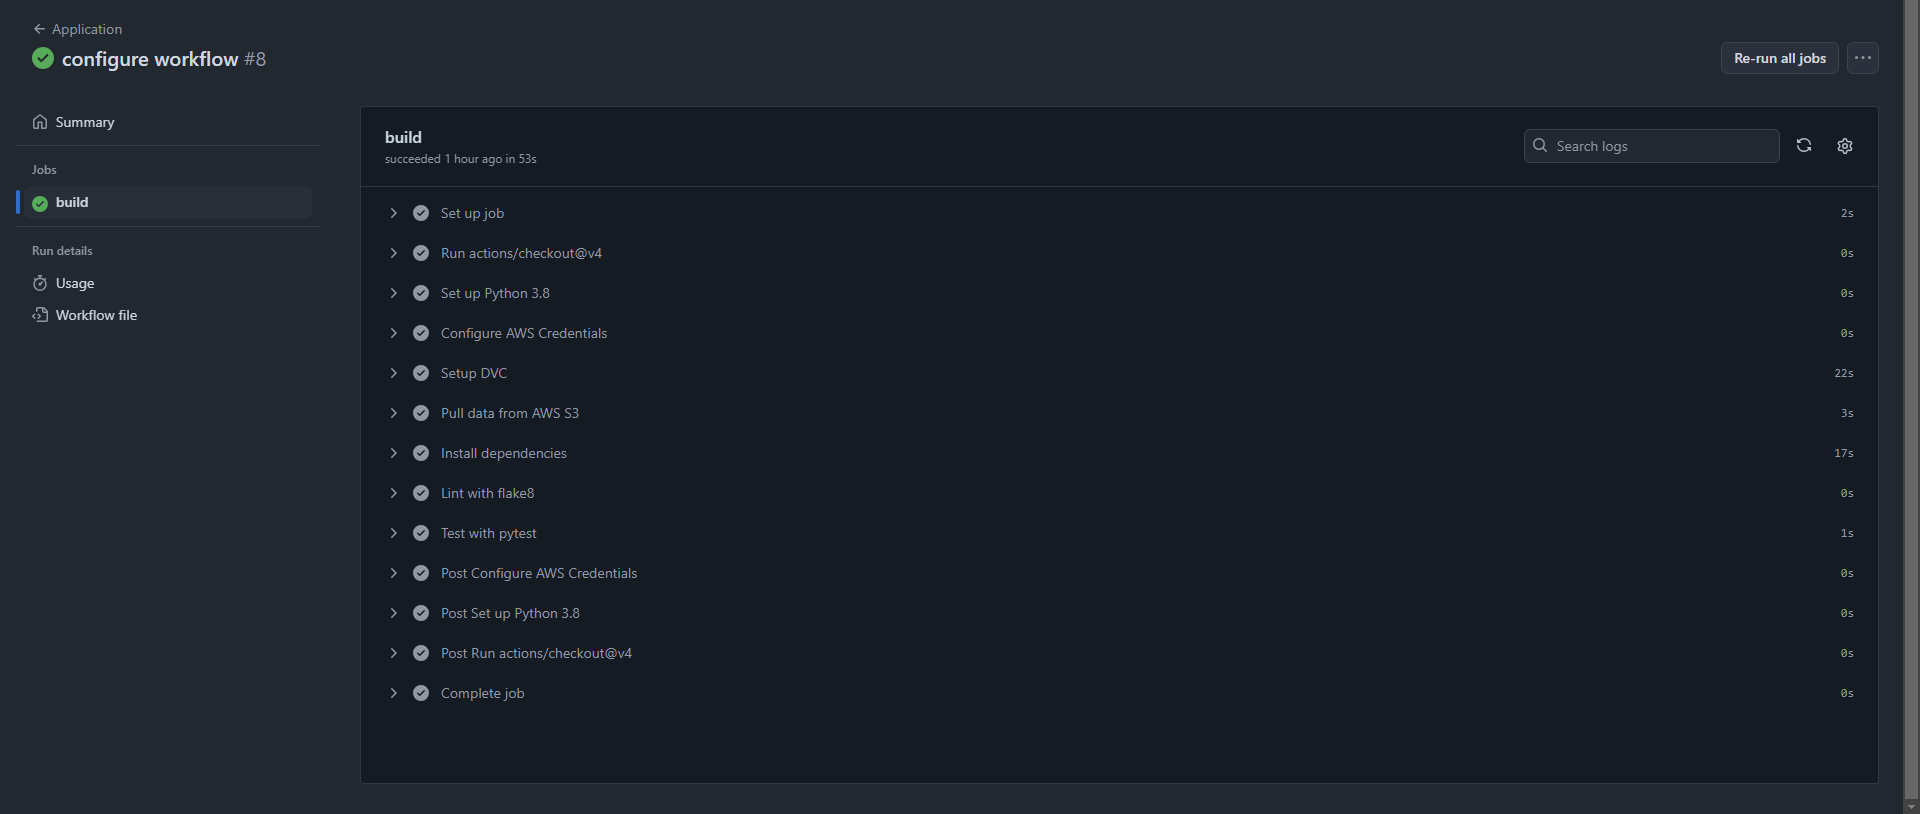 Application
configure workflow #8
Re-run all jobs
Summary
Jobs
build
Run details
Usage
Workflow file
build
succeeded 1 hour ago in 53s
Search logs
Set up job 2s
Run actions/checkout@v4 0s
Set up Python 3.8 0s
Configure AWS Credentials 0s
Setup DVC 22s
Pull data from AWS S3 3s
Install dependencies 17s
Lint with flake8 0s
Test with pytest 1s
Post Configure AWS Credentials 0s
Post Set up Python 3.8 0s
Post Run actions/checkout@v4 0s
Complete job 0s